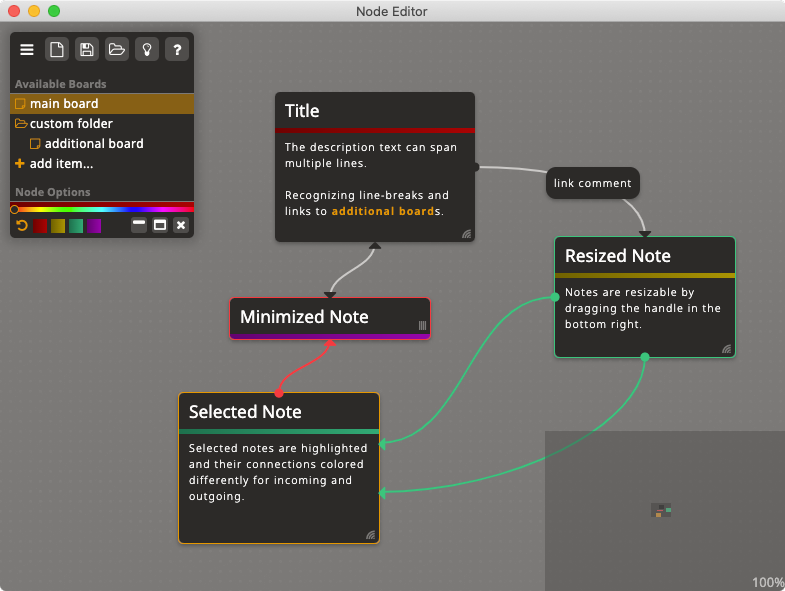 Node Editor
?
Available Boards
main board
custom folder
additional board
add item...
Node Options
Title
The description text can span
multiple lines.
Recognizing line-breaks and
links to additional boards.
link comment
Resized Note
Notes are resizable by
dragging the handle in the
bottom right.
Minimized Note
Selected Note
Selected notes are highlighted
and their connections colored
differently for incoming and
outgoing.
100%